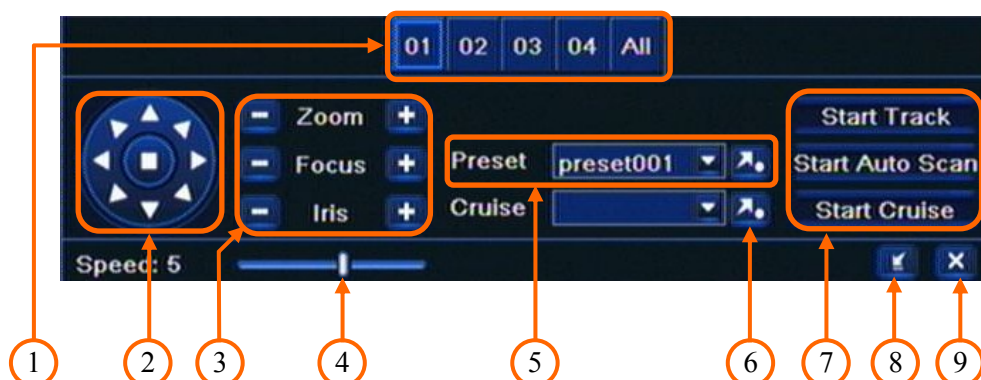 01 02 03 04 All
Zoom
Focus
Iris
Preset preset001
Cruise
Start Track
Start Auto Scan
Start Cruise
Speed: 5
1 2 3 4 5 6 7 8 9